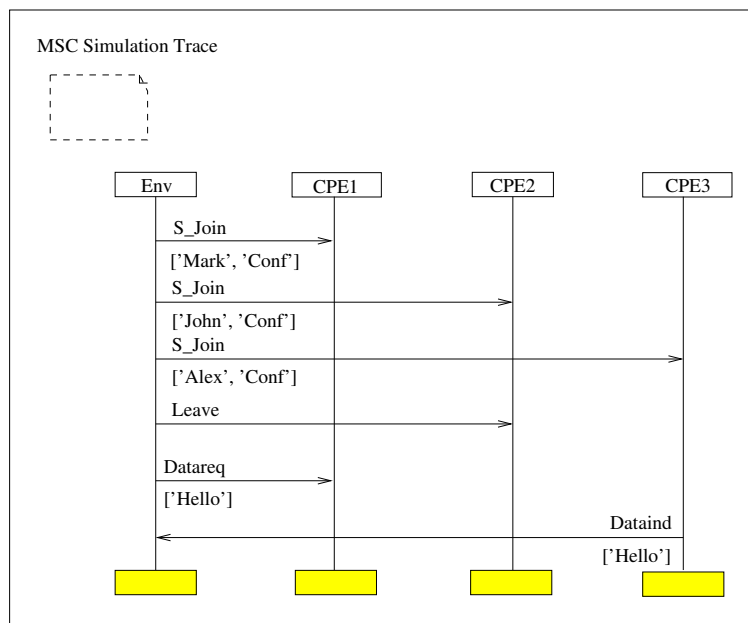 MSC Simulation Trace
Env CPE1 CPE2 CPE3
S_Join
['Mark', 'Conf']
S_Join
['John', 'Conf']
S_Join
['Alex', 'Conf']
Leave
Datareq
['Hello']
Dataind
['Hello']